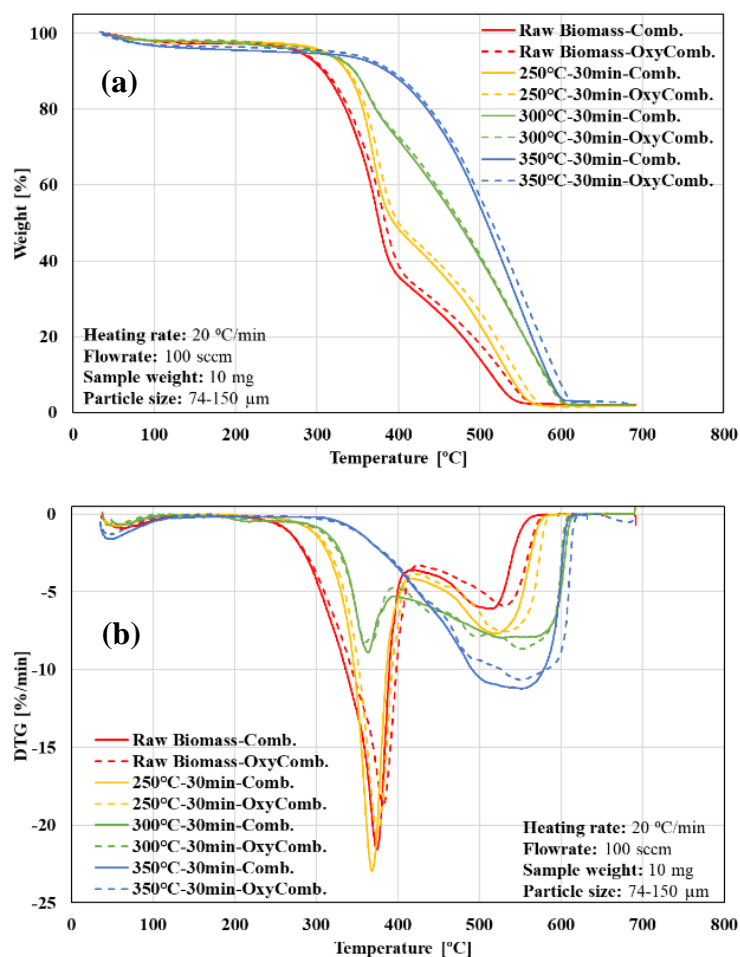 (a)
Raw Biomass-Comb.
Raw Biomass-OxyComb.
250°C-30min-Comb.
250°C-30min-OxyComb.
300°C-30min-Comb.
300°C-30min-OxyComb.
350°C-30min-Comb.
350°C-30min-OxyComb.
100
80
60
40
20
0
Weight [%]
Heating rate: 20 ºC/min
Flowrate: 100 sccm
Sample weight: 10 mg
Particle size: 74-150 µm
0 100 200 300 400 500 600 700 800
Temperature [ºC]
(b)
0
-5
-10
-15
-20
-25
DTG [%/min]
Raw Biomass-Comb.
Raw Biomass-OxyComb.
250°C-30min-Comb.
250°C-30min-OxyComb.
300°C-30min-Comb.
300°C-30min-OxyComb.
350°C-30min-Comb.
350°C-30min-OxyComb.
Heating rate: 20 ºC/min
Flowrate: 100 sccm
Sample weight: 10 mg
Particle size: 74-150 µm
0 100 200 300 400 500 600 700 800
Temperature [ºC]